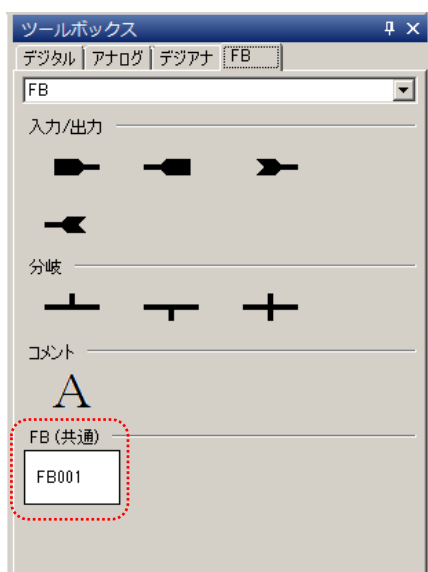 ツールボックス
デジタル アナログ デジアナ FB
FB
入力/出力
分岐
コメント
A
FB(共通)
FB001